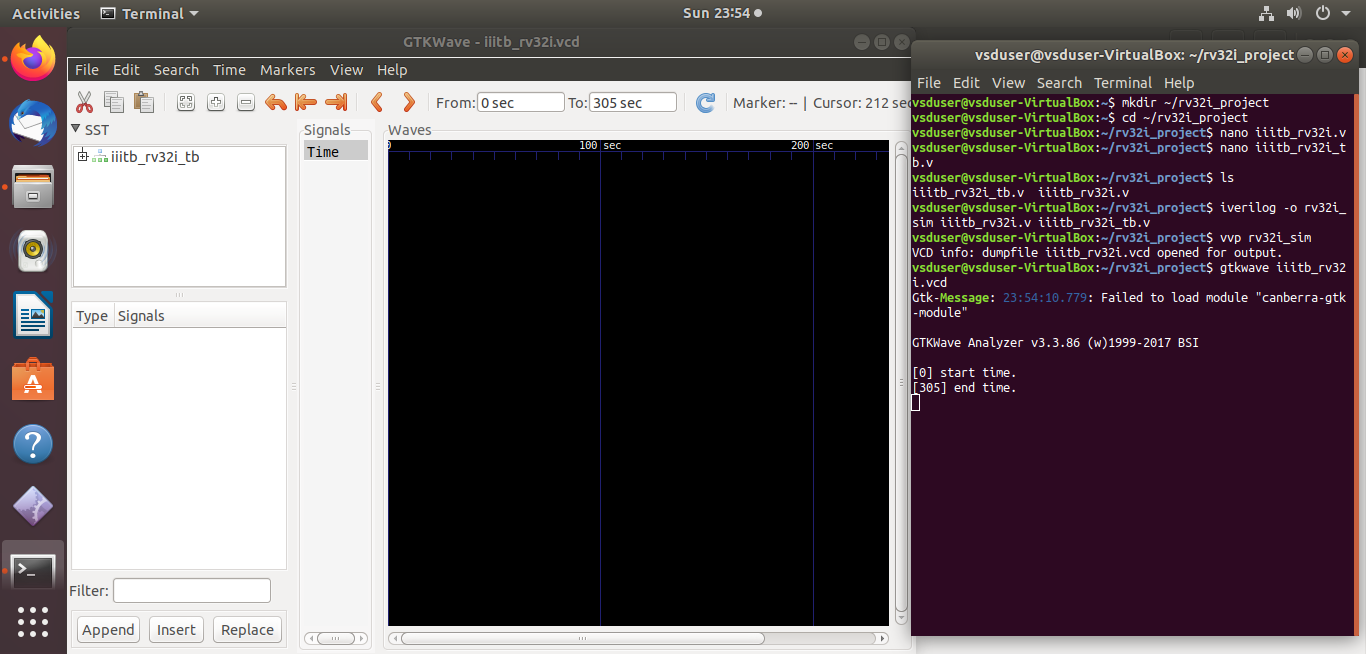 Activities
Terminal
Sun 23:54
GTKWave - iiitb_rv32i.vcd
File Edit Search Time Markers View Help
From: 0 sec To: 305 sec Marker: -- | Cursor: 212 sec
SST
iiitb_rv32i_tb
Type Signals
Filter:
Append Insert Replace
Signals
Time
Waves
0 100 sec 200 sec
vsduser@vsduser-VirtualBox: ~/rv32i_project
File Edit View Search Terminal Help
vsduser@vsduser-VirtualBox:~$ mkdir ~/rv32i_project
vsduser@vsduser-VirtualBox:~$ cd ~/rv32i_project
vsduser@vsduser-VirtualBox:~/rv32i_project$ nano iiitb_rv32i.v
vsduser@vsduser-VirtualBox:~/rv32i_project$ nano iiitb_rv32i_t
b.v
vsduser@vsduser-VirtualBox:~/rv32i_project$ ls
iiitb_rv32i_tb.v  iiitb_rv32i.v
vsduser@vsduser-VirtualBox:~/rv32i_project$ iverilog -o rv32i_
sim iiitb_rv32i.v iiitb_rv32i_tb.v
vsduser@vsduser-VirtualBox:~/rv32i_project$ vvp rv32i_sim
VCD info: dumpfile iiitb_rv32i.vcd opened for output.
vsduser@vsduser-VirtualBox:~/rv32i_project$ gtkwave iiitb_rv32
i.vcd
Gtk-Message: 23:54:10.779: Failed to load module "canberra-gtk
-module"
GTKWave Analyzer v3.3.86 (w)1999-2017 BSI
[0] start time.
[305] end time.